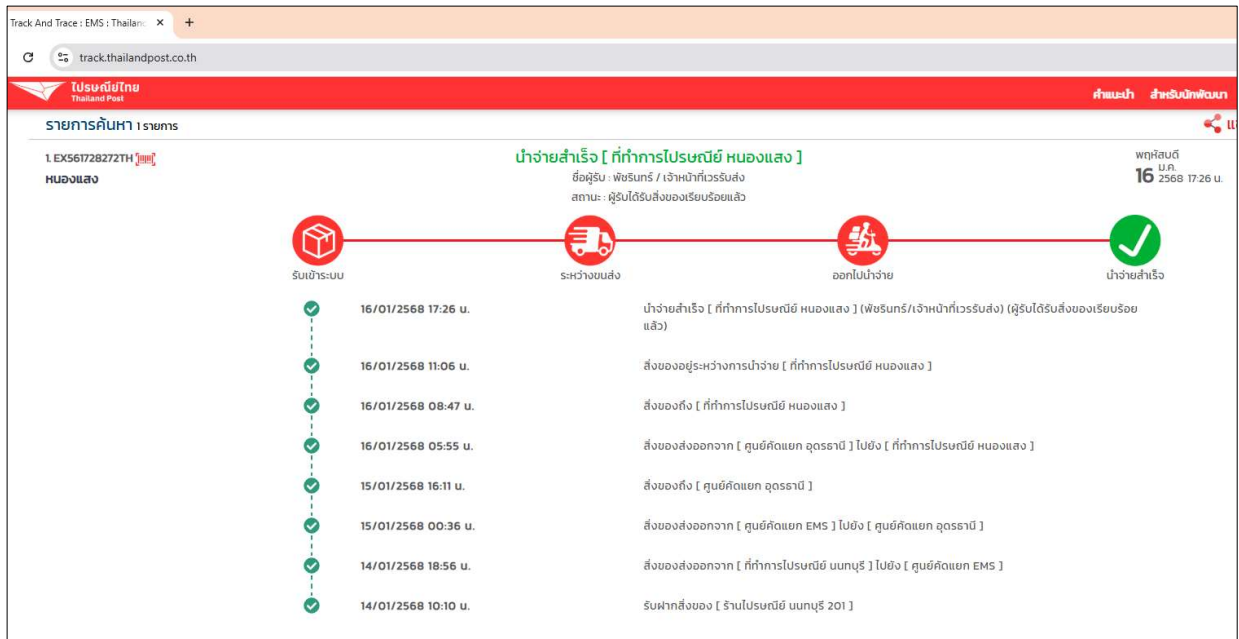 Track And Trace : EMS : Thailand
track.thailandpost.co.th
ไปรษณีย์ไทย
Thailand Post
คำแนะนำ สำหรับนักพัฒนา
รายการค้นหา 1 รายการ
1. EX561728272TH
หนองแสง
นำจ่ายสำเร็จ [ ที่ทำการไปรษณีย์ หนองแสง ]
ชื่อผู้รับ : พัชรินทร์ / เจ้าหน้าที่เวรรับส่ง
สถานะ : ผู้รับได้รับสิ่งของเรียบร้อยแล้ว
พฤหัสบดี
16 ม.ค. 2568 17:26 น.
รับเข้าระบบ
ระหว่างขนส่ง
ออกไปนำจ่าย
นำจ่ายสำเร็จ
16/01/2568 17:26 น. นำจ่ายสำเร็จ [ ที่ทำการไปรษณีย์ หนองแสง ] (พัชรินทร์/เจ้าหน้าที่เวรรับส่ง) (ผู้รับได้รับสิ่งของเรียบร้อย
แล้ว)
16/01/2568 11:06 น. สิ่งของอยู่ระหว่างการนำจ่าย [ ที่ทำการไปรษณีย์ หนองแสง ]
16/01/2568 08:47 น. สิ่งของถึง [ ที่ทำการไปรษณีย์ หนองแสง ]
16/01/2568 05:55 น. สิ่งของส่งออกจาก [ ศูนย์คัดแยก อุดรธานี ] ไปยัง [ ที่ทำการไปรษณีย์ หนองแสง ]
15/01/2568 16:11 น. สิ่งของถึง [ ศูนย์คัดแยก อุดรธานี ]
15/01/2568 00:36 น. สิ่งของส่งออกจาก [ ศูนย์คัดแยก EMS ] ไปยัง [ ศูนย์คัดแยก อุดรธานี ]
14/01/2568 18:56 น. สิ่งของส่งออกจาก [ ที่ทำการไปรษณีย์ นนทบุรี ] ไปยัง [ ศูนย์คัดแยก EMS ]
14/01/2568 10:10 น. รับฝากสิ่งของ [ ร้านไปรษณีย์ นนทบุรี 201 ]